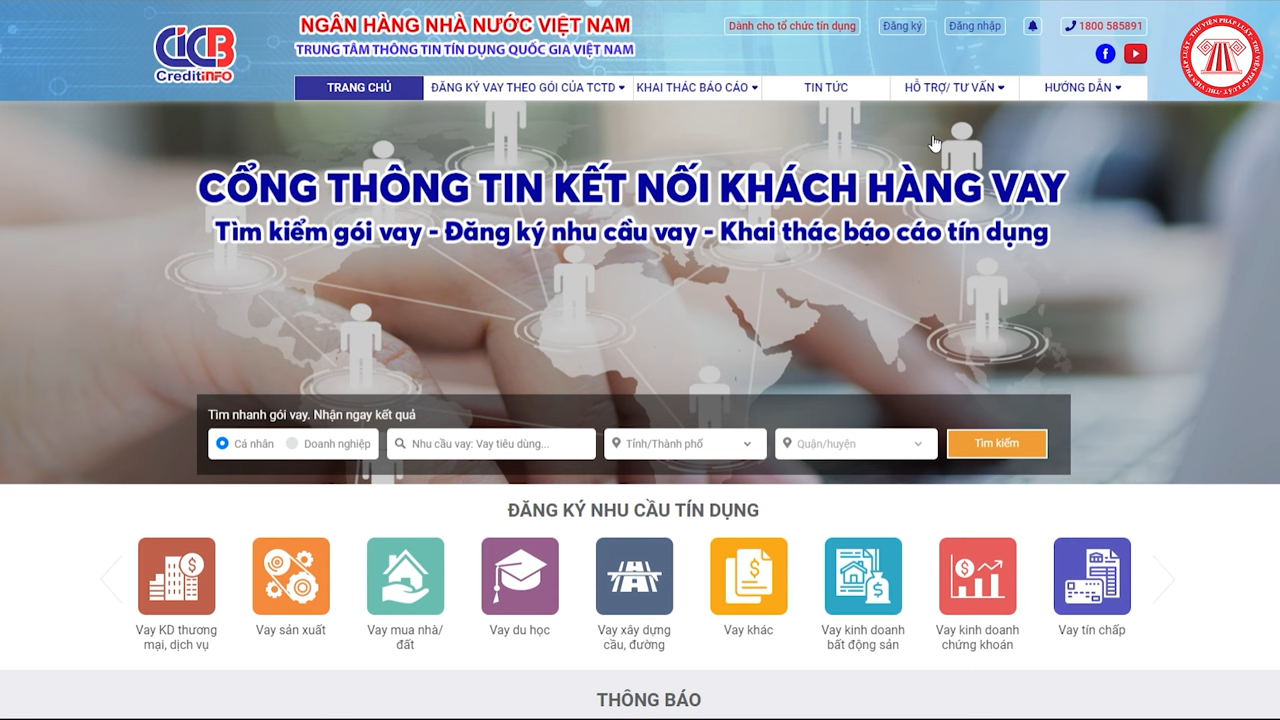 CICB
CreditINFO
NGÂN HÀNG NHÀ NƯỚC VIỆT NAM
TRUNG TÂM THÔNG TIN TÍN DỤNG QUỐC GIA VIỆT NAM
Dành cho tổ chức tín dụng
Đăng ký
Đăng nhập
1800 585891
THƯ VIỆN PHÁP LUẬT
TRANG CHỦ
ĐĂNG KÝ VAY THEO GÓI CỦA TCTD
KHAI THÁC BÁO CÁO
TIN TỨC
HỖ TRỢ/ TƯ VẤN
HƯỚNG DẪN
CỔNG THÔNG TIN KẾT NỐI KHÁCH HÀNG VAY
Tìm kiếm gói vay - Đăng ký nhu cầu vay - Khai thác báo cáo tín dụng
Tìm nhanh gói vay. Nhận ngay kết quả
Cá nhân
Doanh nghiệp
Nhu cầu vay: Vay tiêu dùng...
Tỉnh/Thành phố
Quận/huyện
Tìm kiếm
ĐĂNG KÝ NHU CẦU TÍN DỤNG
Vay KD thương
mại, dịch vụ
Vay sản xuất
Vay mua nhà/
đất
Vay du học
Vay xây dựng
cầu, đường
Vay khác
Vay kinh doanh
bất động sản
Vay kinh doanh
chứng khoán
Vay tín chấp
THÔNG BÁO